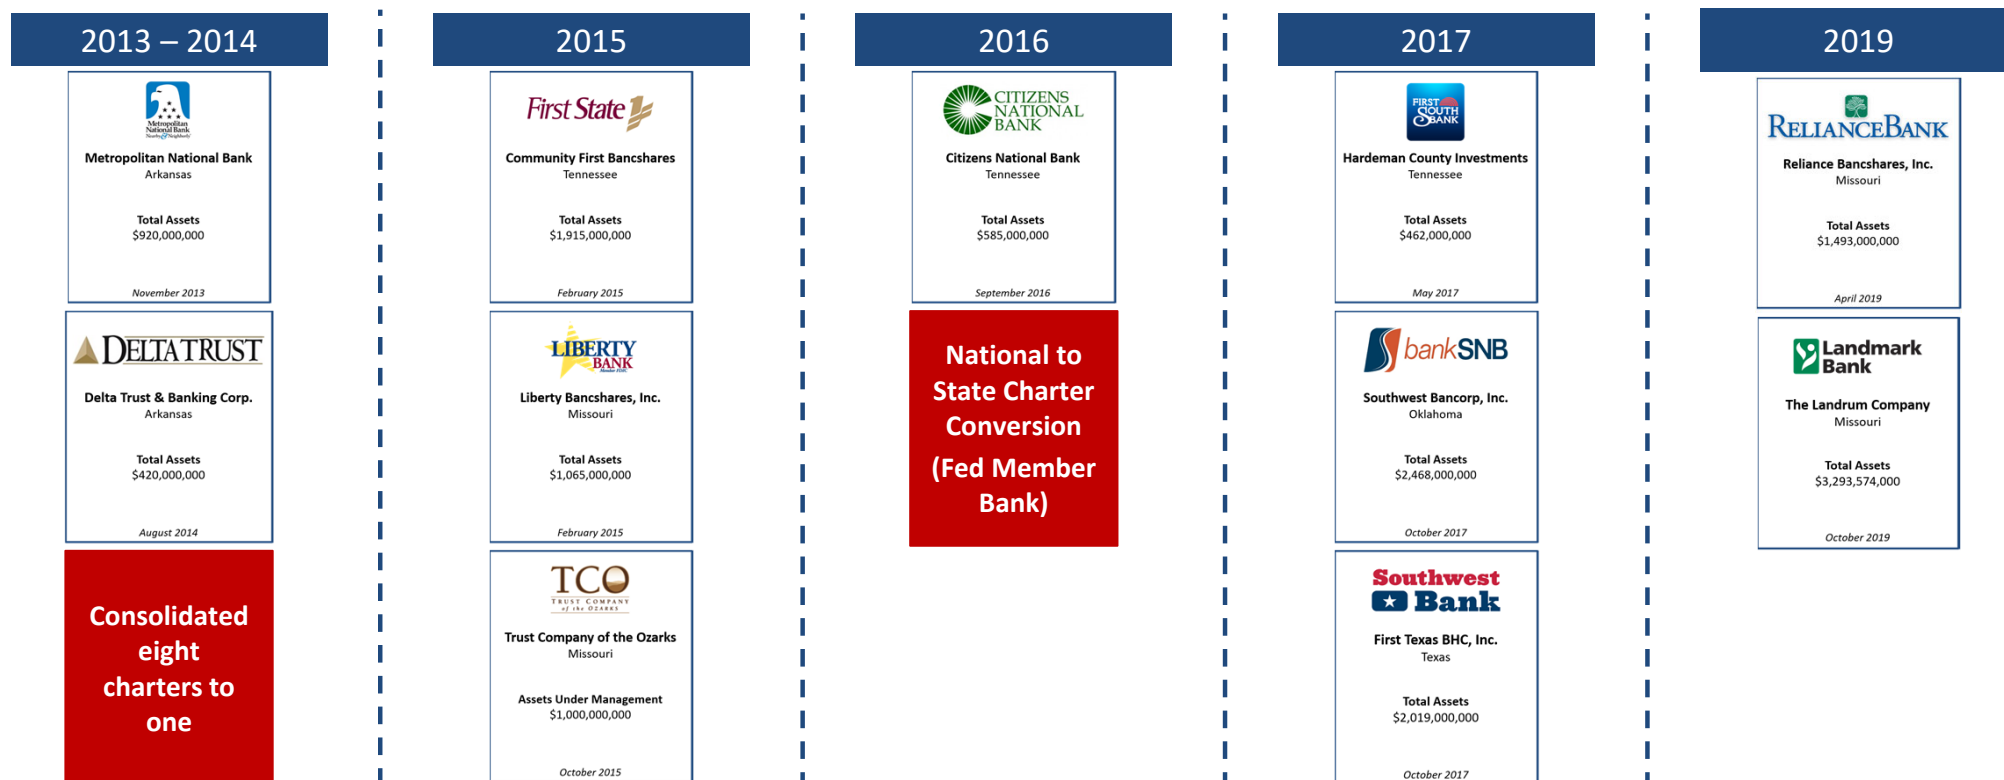 2013 – 2014
Metropolitan
National Bank
Nearby & Neighborly
Metropolitan National Bank
Arkansas
Total Assets
$920,000,000
November 2013
DELTATRUST
Delta Trust & Banking Corp.
Arkansas
Total Assets
$420,000,000
August 2014
Consolidated
eight
charters to
one
2015
First State
Community First Bancshares
Tennessee
Total Assets
$1,915,000,000
February 2015
LIBERTY
BANK
Member FDIC
Liberty Bancshares, Inc.
Missouri
Total Assets
$1,065,000,000
February 2015
TCO
TRUST COMPANY
of the OZARKS
Trust Company of the Ozarks
Missouri
Assets Under Management
$1,000,000,000
October 2015
2016
CITIZENS
NATIONAL
BANK
Citizens National Bank
Tennessee
Total Assets
$585,000,000
September 2016
National to
State Charter
Conversion
(Fed Member
Bank)
2017
FIRST
SOUTH
BANK
Hardeman County Investments
Tennessee
Total Assets
$462,000,000
May 2017
bankSNB
Southwest Bancorp, Inc.
Oklahoma
Total Assets
$2,468,000,000
October 2017
Southwest
Bank
First Texas BHC, Inc.
Texas
Total Assets
$2,019,000,000
October 2017
2019
RELIANCEBANK
Reliance Bancshares, Inc.
Missouri
Total Assets
$1,493,000,000
April 2019
Landmark
Bank
The Landrum Company
Missouri
Total Assets
$3,293,574,000
October 2019